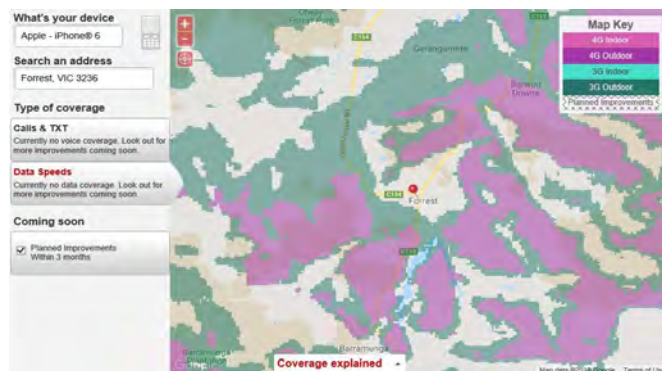 What's your device
Apple - iPhone® 6
Search an address
Forrest, VIC 3236
Type of coverage
Calls & TXT
Currently no voice coverage. Look out for
more improvements coming soon.
Data Speeds
Currently no data coverage. Look out for
more improvements coming soon
Coming soon
Planned Improvements
Within 3 months
+
−
C154
Gerangamete
Barwon
Downs
C154
Forrest
C119
Barramunga
Barramunga
Coverage explained
Map Key
4G Indoor
4G Outdoor
3G Indoor
3G Outdoor
Planned Improvements
Google